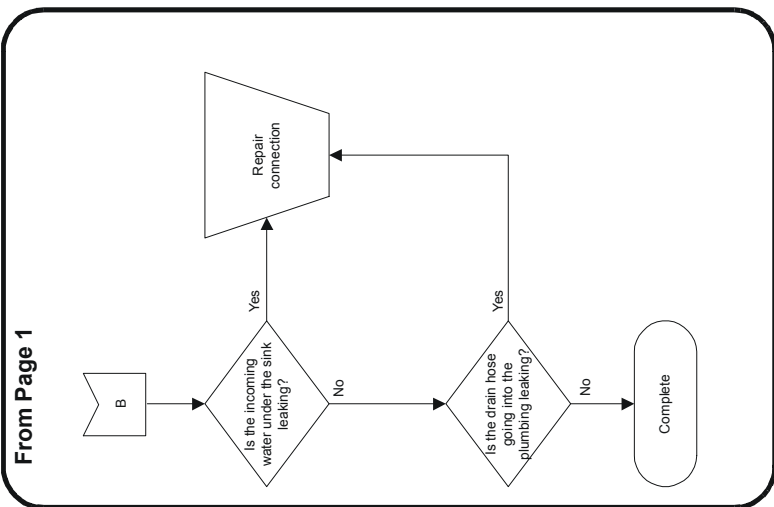 From Page 1
B
Is the incoming
water under the sink
leaking?
Yes
Repair
connection
No
Is the drain hose
going into the
plumbing leaking?
Yes
No
Complete